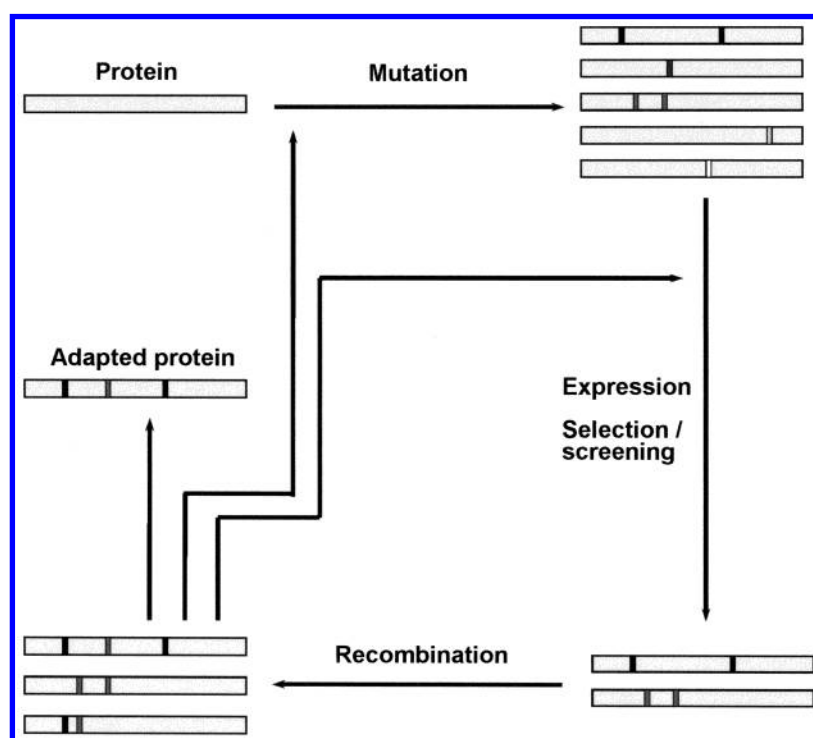 Protein
Mutation
Adapted protein
Expression
Selection /
screening
Recombination